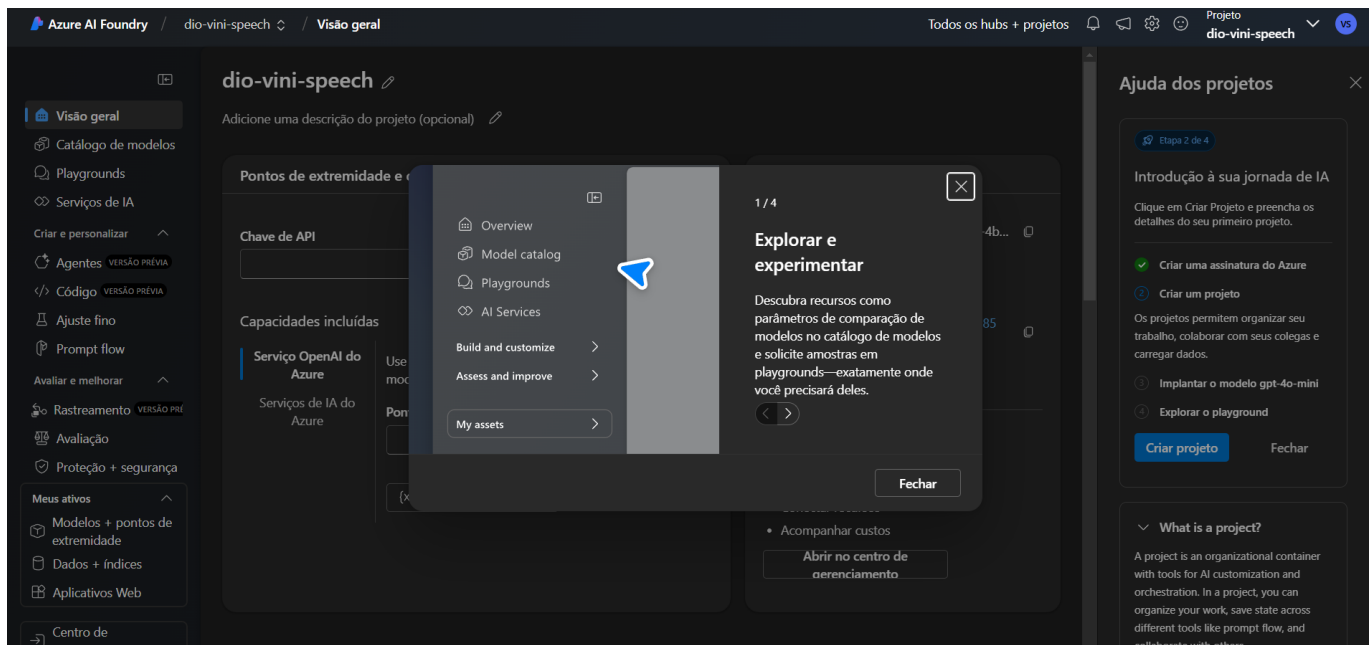 Azure AI Foundry / dio-vini-speech / Visão geral
Todos os hubs + projetos
Projeto
dio-vini-speech
VS
Visão geral
Catálogo de modelos
Playgrounds
Serviços de IA
Criar e personalizar
Agentes VERSÃO PRÉVIA
Código VERSÃO PRÉVIA
Ajuste fino
Prompt flow
Avaliar e melhorar
Rastreamento VERSÃO PRÉ
Avaliação
Proteção + segurança
Meus ativos
Modelos + pontos de
extremidade
Dados + índices
Aplicativos Web
Centro de
dio-vini-speech
Adicione uma descrição do projeto (opcional)
Pontos de extremidade e
Chave de API
-4b...
Capacidades incluídas
85
Serviço OpenAI do
Azure
Serviços de IA do
Azure
Use
Acompanhar custos
Abrir no centro de
gerenciamento
Overview
Model catalog
Playgrounds
AI Services
Build and customize
Assess and improve
My assets
1 / 4
Explorar e
experimentar
Descubra recursos como
parâmetros de comparação de
modelos no catálogo de modelos
e solicite amostras em
playgrounds—exatamente onde
você precisará deles.
Fechar
Ajuda dos projetos
Etapa 2 de 4
Introdução à sua jornada de IA
Clique em Criar Projeto e preencha os
detalhes do seu primeiro projeto.
Criar uma assinatura do Azure
2 Criar um projeto
Os projetos permitem organizar seu
trabalho, colaborar com seus colegas e
carregar dados.
3 Implantar o modelo gpt-4o-mini
4 Explorar o playground
Criar projeto
Fechar
What is a project?
A project is an organizational container
with tools for AI customization and
orchestration. In a project, you can
organize your work, save state across
different tools like prompt flow, and
collaborate with others.